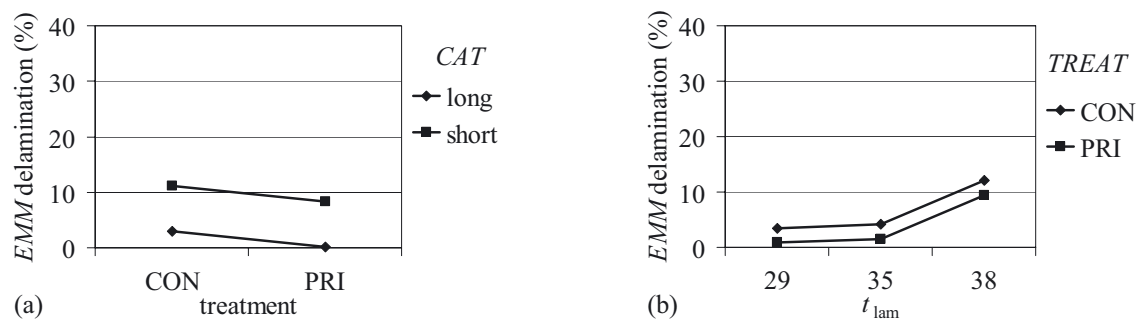 EMM delamination (%)
40
30
20
10
0
CON
PRI
treatment
(a)
CAT
long
short
EMM delamination (%)
40
30
20
10
0
29
35
38
t lam
(b)
TREAT
CON
PRI